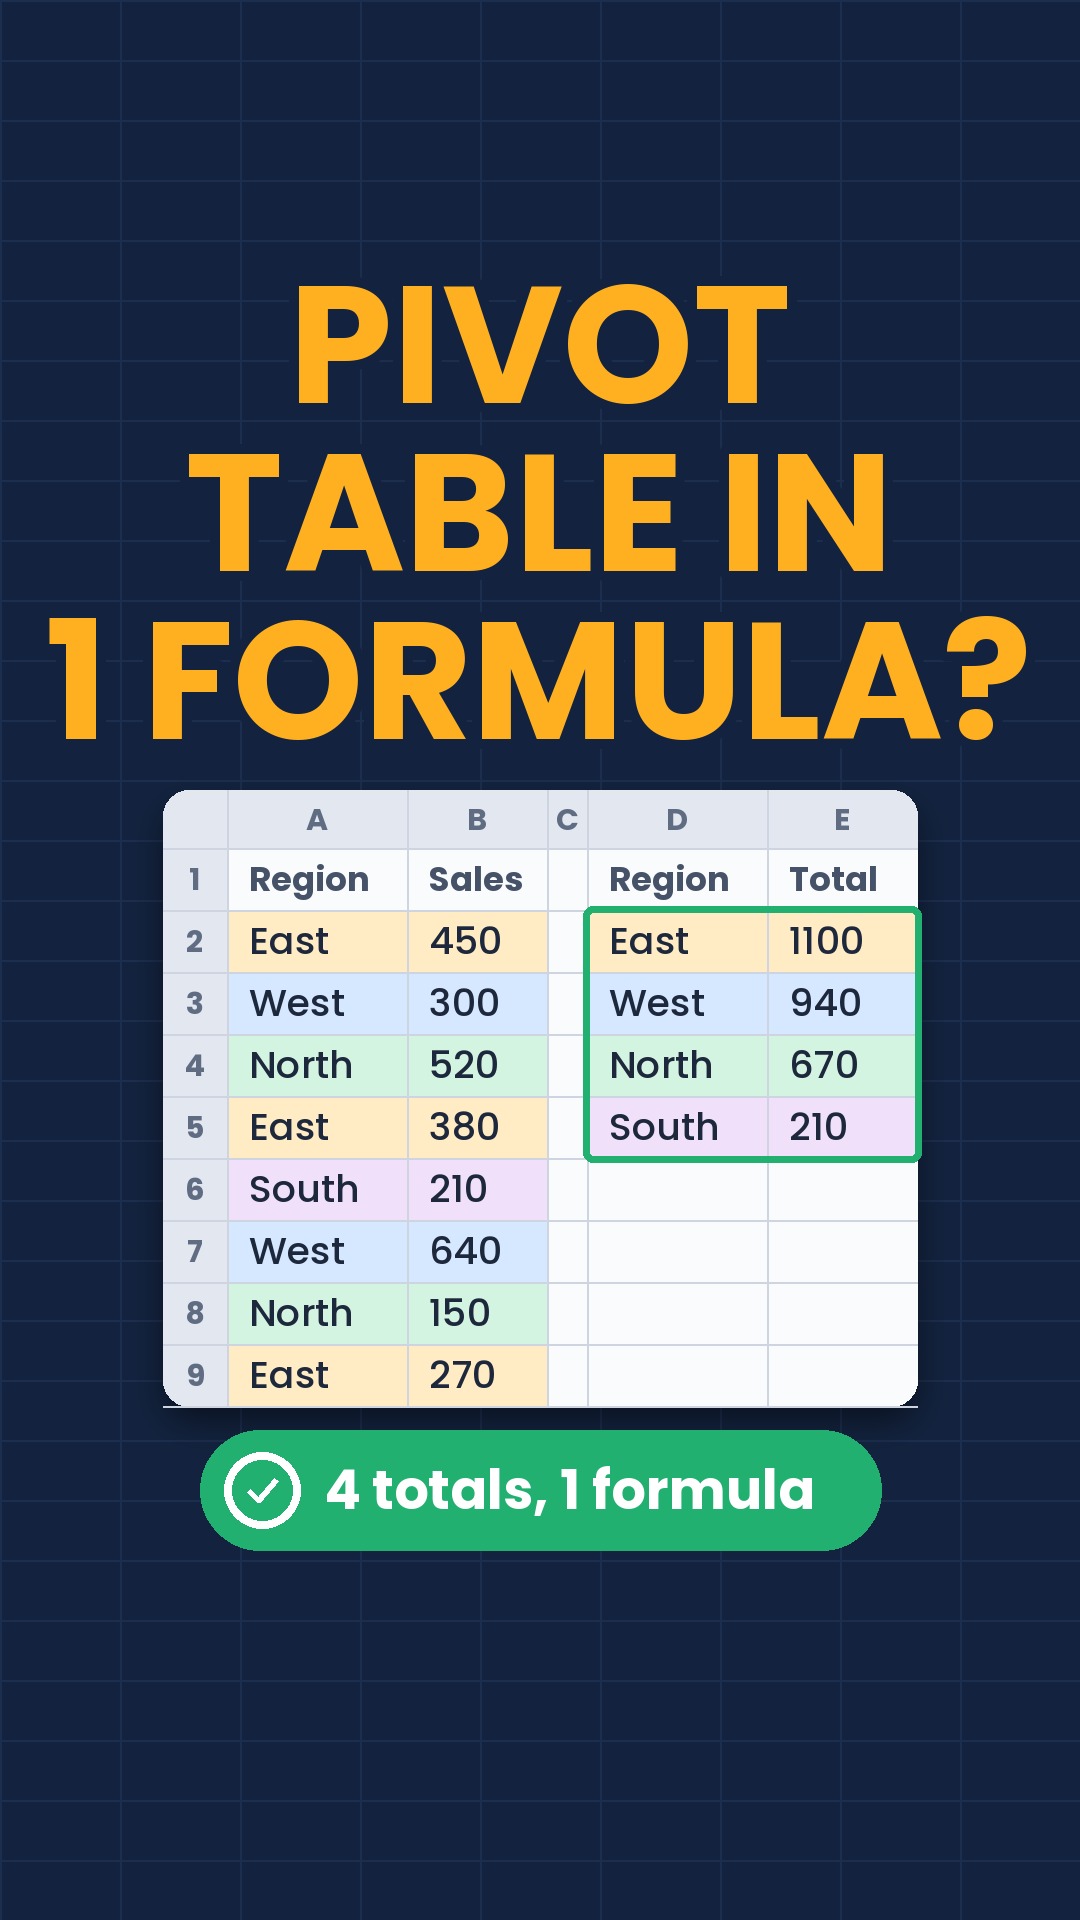 PIVOT
TABLE IN
1 FORMULA?
A B C D E
1 Region Sales Region Total
2 East 450 East 1100
3 West 300 West 940
4 North 520 North 670
5 East 380 South 210
6 South 210
7 West 640
8 North 150
9 East 270
4 totals, 1 formula